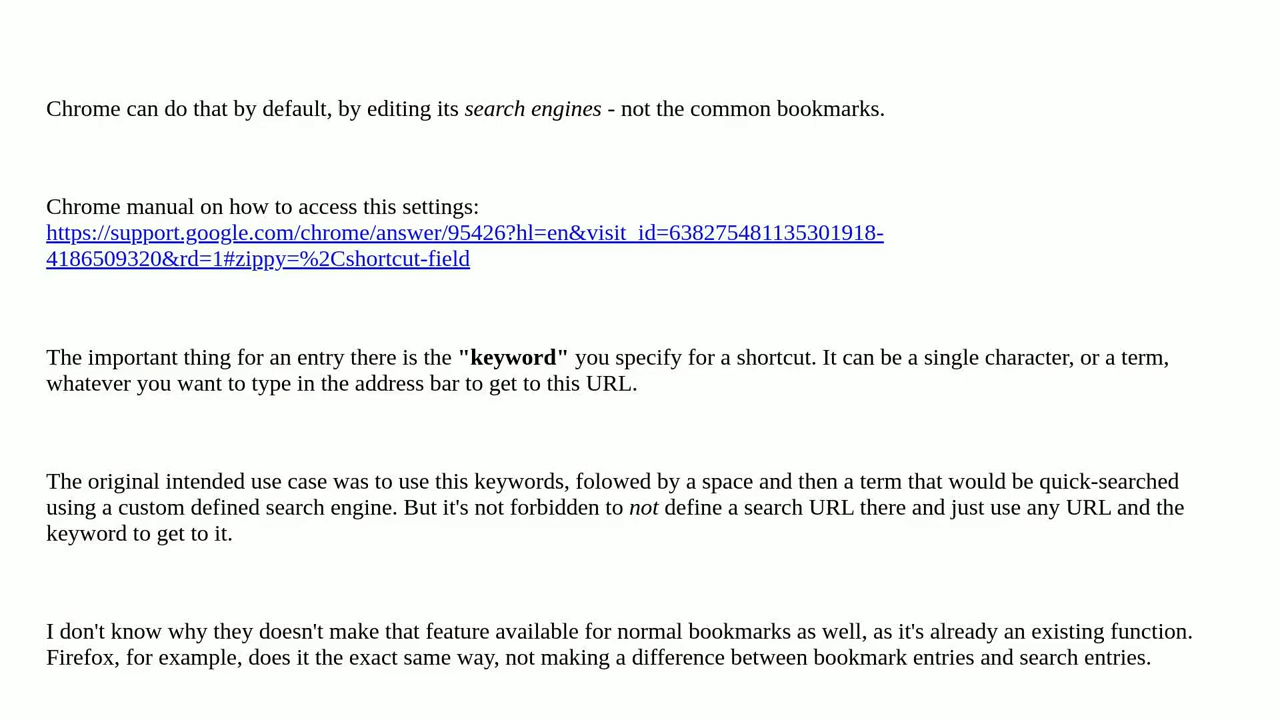 Chrome can do that by default, by editing its search engines - not the common bookmarks.
Chrome manual on how to access this settings:
https://support.google.com/chrome/answer/95426?hl=en&visit_id=638275481135301918-
4186509320&rd=1#zippy=%2Cshortcut-field
The important thing for an entry there is the "keyword" you specify for a shortcut. It can be a single character, or a term,
whatever you want to type in the address bar to get to this URL.
The original intended use case was to use this keywords, folowed by a space and then a term that would be quick-searched
using a custom defined search engine. But it's not forbidden to not define a search URL there and just use any URL and the
keyword to get to it.
I don't know why they doesn't make that feature available for normal bookmarks as well, as it's already an existing function.
Firefox, for example, does it the exact same way, not making a difference between bookmark entries and search entries.